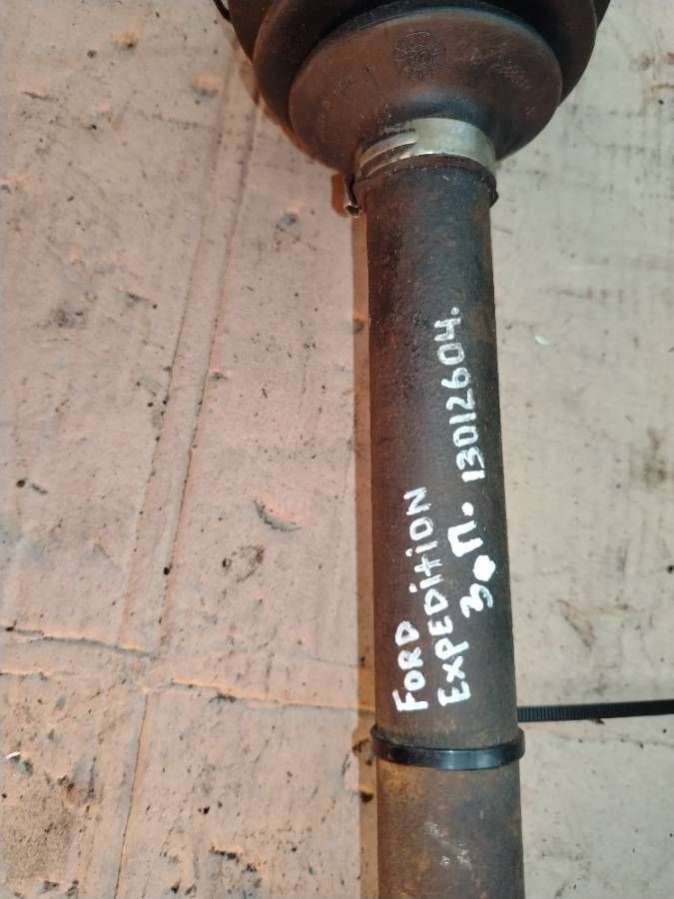 FORD
EXPEDITION
З.П. 13012604.